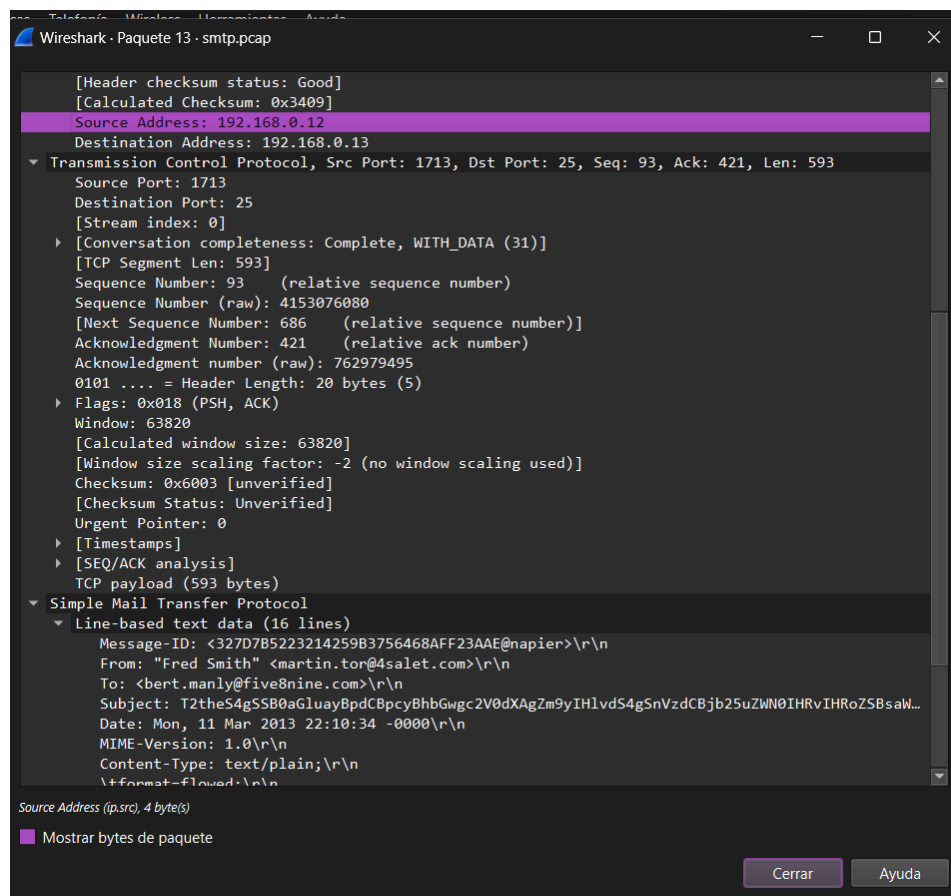 Telefonía Wireless Herramientas Ayuda
Wireshark · Paquete 13 · smtp.pcap
[Header checksum status: Good]
[Calculated Checksum: 0x3409]
Source Address: 192.168.0.12
Destination Address: 192.168.0.13
Transmission Control Protocol, Src Port: 1713, Dst Port: 25, Seq: 93, Ack: 421, Len: 593
Source Port: 1713
Destination Port: 25
[Stream index: 0]
[Conversation completeness: Complete, WITH_DATA (31)]
[TCP Segment Len: 593]
Sequence Number: 93    (relative sequence number)
Sequence Number (raw): 4153076080
[Next Sequence Number: 686    (relative sequence number)]
Acknowledgment Number: 421    (relative ack number)
Acknowledgment number (raw): 762979495
0101 .... = Header Length: 20 bytes (5)
Flags: 0x018 (PSH, ACK)
Window: 63820
[Calculated window size: 63820]
[Window size scaling factor: -2 (no window scaling used)]
Checksum: 0x6003 [unverified]
[Checksum Status: Unverified]
Urgent Pointer: 0
[Timestamps]
[SEQ/ACK analysis]
TCP payload (593 bytes)
Simple Mail Transfer Protocol
Line-based text data (16 lines)
Message-ID: <327D7B5223214259B3756468AFF23AAE@napier>\r\n
From: "Fred Smith" <martin.tor@4salet.com>\r\n
To: <bert.manly@five8nine.com>\r\n
Subject: T2theS4gSSB0aGluayBpdCBpcyBhbGwgc2V0dXAgZm9yIHlvdS4gSnVzdCBjb25uZWN0IHRvIHRoZSBsaW…
Date: Mon, 11 Mar 2013 22:10:34 -0000\r\n
MIME-Version: 1.0\r\n
Content-Type: text/plain;\r\n
\tformat=flowed;\r\n
Source Address (ip.src), 4 byte(s)
Mostrar bytes de paquete
Cerrar
Ayuda